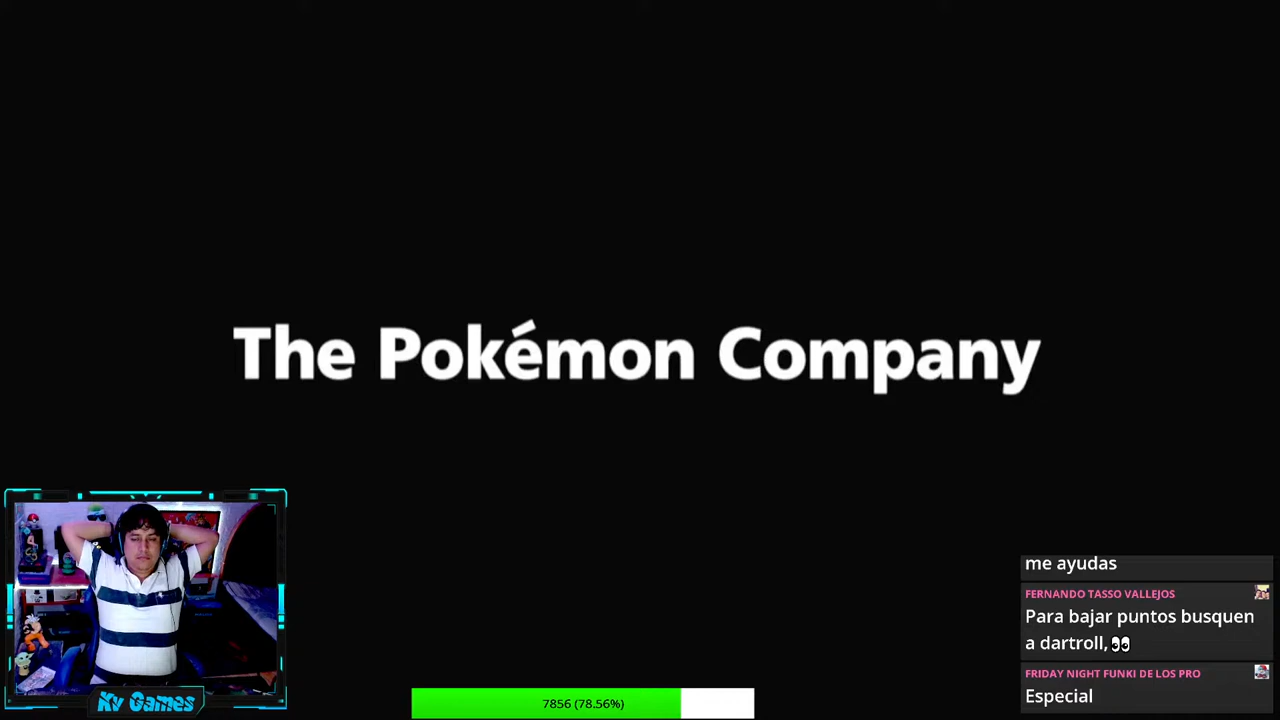 The Pokémon Company
me ayudas
FERNANDO TASSO VALLEJOS
Para bajar puntos busquen
a dartroll,👀
FRIDAY NIGHT FUNKI DE LOS PRO
Especial
Kv Games
7856 (78.56%)